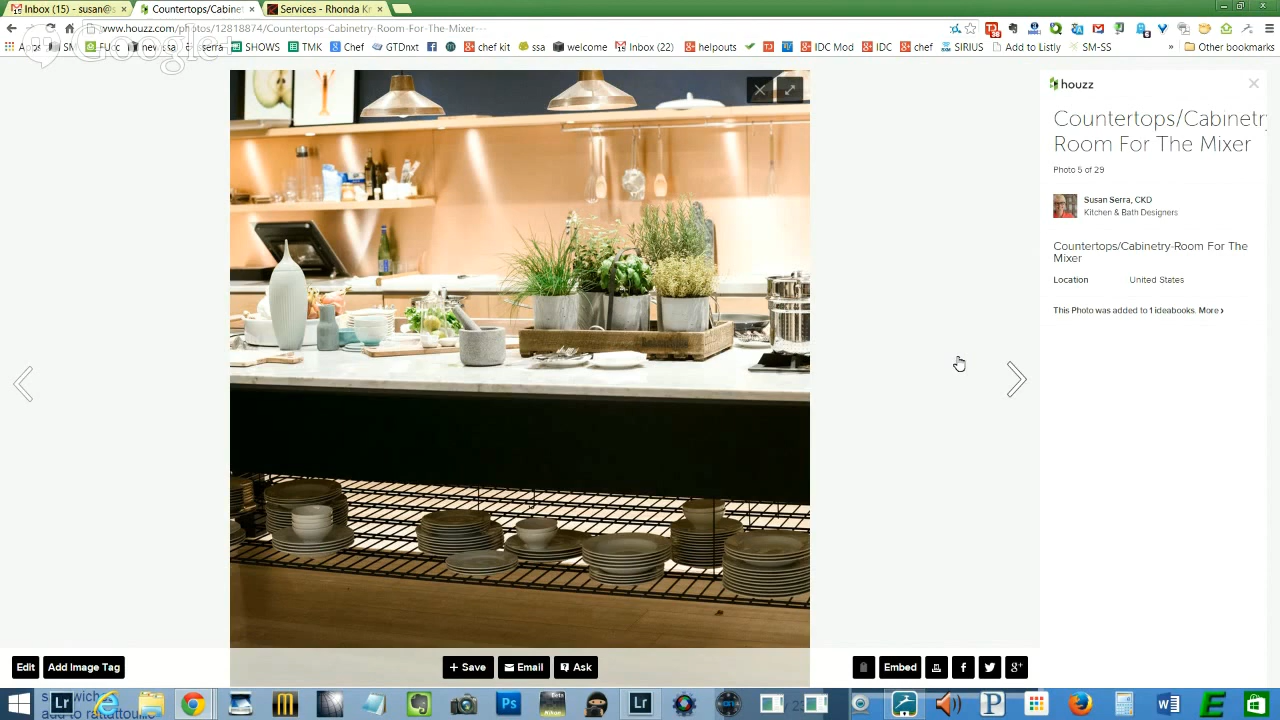 Inbox (15) - susan@s
Countertops/Cabinet
Services - Rhonda Kn
www.houzz.com/photos/12818874/Countertops-Cabinetry-Room-For-The-Mixer---
SHOWS
TMK
Chef
GTDnxt
chef kit
ssa
welcome
Inbox (22)
helpouts
IDC Mod
IDC
chef
SIRIUS
Add to Listly
SM-SS
»
Other bookmarks
Google+
houzz
Countertops/Cabinetry
Room For The Mixer
Photo 5 of 29
Susan Serra, CKD
Kitchen & Bath Designers
Countertops/Cabinetry-Room For The
Mixer
Location United States
This Photo was added to 1 ideabooks. More ›
Edit
Add Image Tag
+ Save
Email
Ask
Embed